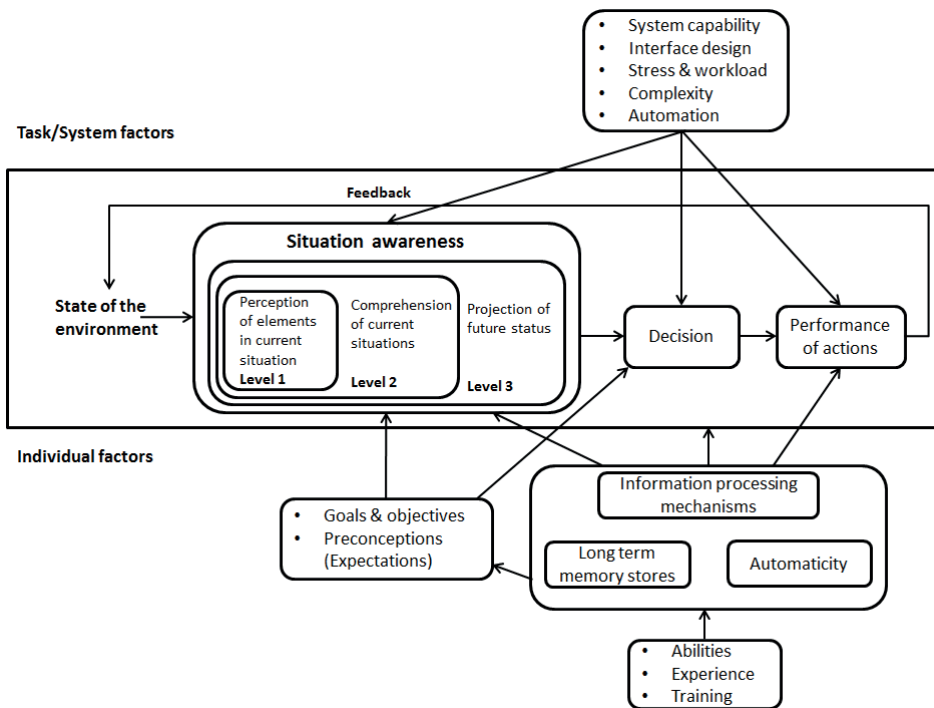 • System capability
• Interface design
• Stress & workload
• Complexity
• Automation
Task/System factors
Feedback
Situation awareness
State of the
environment
Perception
of elements
in current
situation
Level 1
Comprehension
of current
situations
Level 2
Projection of
future status
Level 3
Decision
Performance
of actions
Individual factors
• Goals & objectives
• Preconceptions
(Expectations)
Information processing
mechanisms
Long term
memory stores
Automaticity
• Abilities
• Experience
• Training